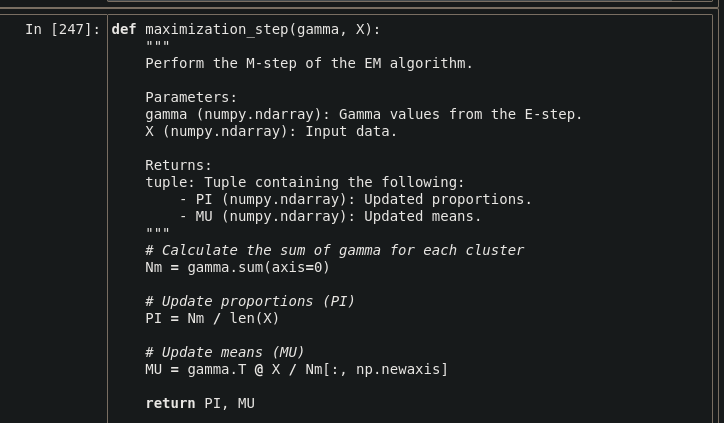 In [247]: def maximization_step(gamma, X):
    """
    Perform the M-step of the EM algorithm.

    Parameters:
    gamma (numpy.ndarray): Gamma values from the E-step.
    X (numpy.ndarray): Input data.

    Returns:
    tuple: Tuple containing the following:
        - PI (numpy.ndarray): Updated proportions.
        - MU (numpy.ndarray): Updated means.
    """
    # Calculate the sum of gamma for each cluster
    Nm = gamma.sum(axis=0)

    # Update proportions (PI)
    PI = Nm / len(X)

    # Update means (MU)
    MU = gamma.T @ X / Nm[:, np.newaxis]

    return PI, MU